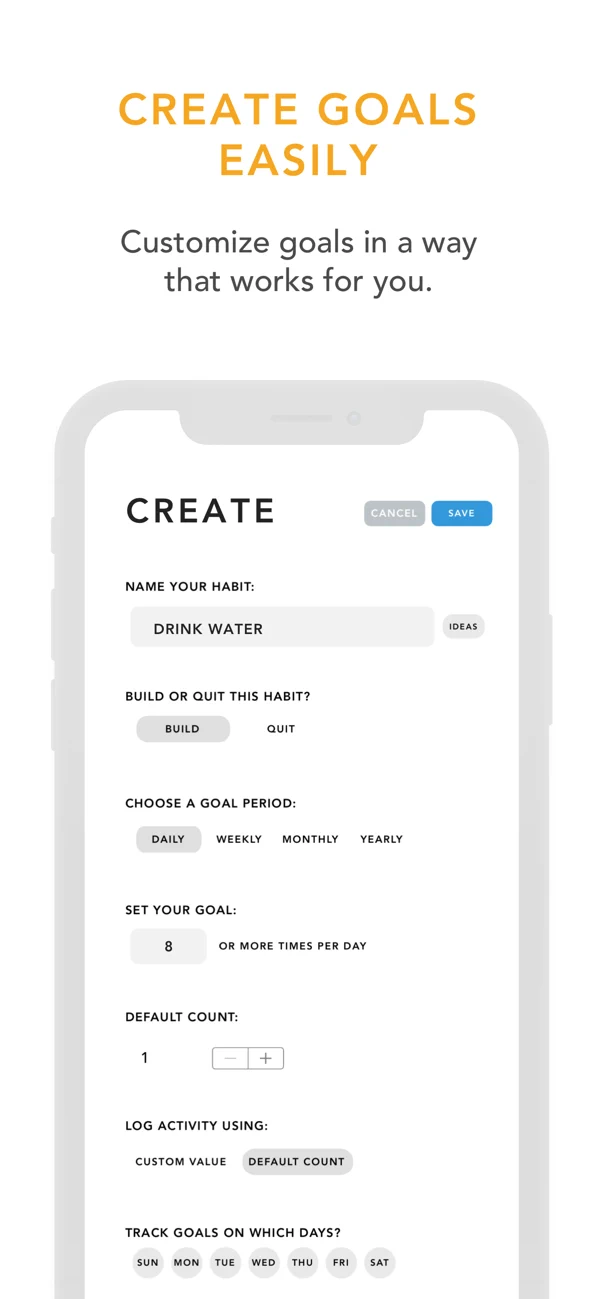 CREATE GOALS
EASILY
Customize goals in a way
that works for you.
CREATE
CANCEL SAVE
NAME YOUR HABIT:
DRINK WATER IDEAS
BUILD OR QUIT THIS HABIT?
BUILD QUIT
CHOOSE A GOAL PERIOD:
DAILY WEEKLY MONTHLY YEARLY
SET YOUR GOAL:
8 OR MORE TIMES PER DAY
DEFAULT COUNT:
1 − +
LOG ACTIVITY USING:
CUSTOM VALUE DEFAULT COUNT
TRACK GOALS ON WHICH DAYS?
SUN MON TUE WED THU FRI SAT